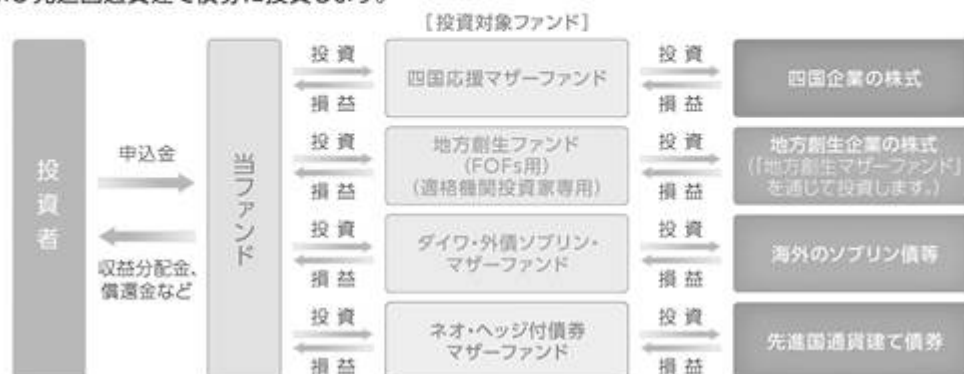 先進国通貨建て債券に投資します。
[投資対象ファンド]
投資者
申込金
収益分配金、
償還金など
当ファンド
投資
損益
四国応援マザーファンド
投資
損益
四国企業の株式
投資
損益
地方創生ファンド
(FOFs用)
(適格機関投資家専用)
投資
損益
地方創生企業の株式
(「地方創生マザーファンド」
を通じて投資します。)
投資
損益
ダイワ・外債ソブリン・
マザーファンド
投資
損益
海外のソブリン債等
投資
損益
ネオ・ヘッジ付債券
マザーファンド
投資
損益
先進国通貨建て債券